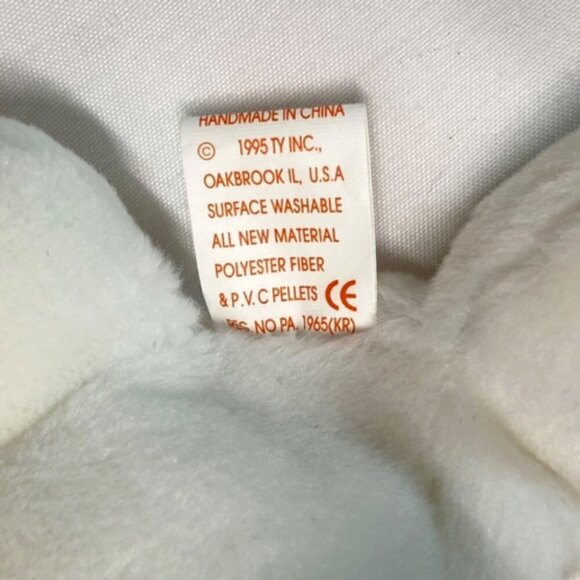 HANDMADE IN CHINA
© 1995 TY INC.,
OAKBROOK IL, U.S.A
SURFACE WASHABLE
ALL NEW MATERIAL
POLYESTER FIBER
& P.V.C PELLETS CE
REG. NO PA. 1965(KR)